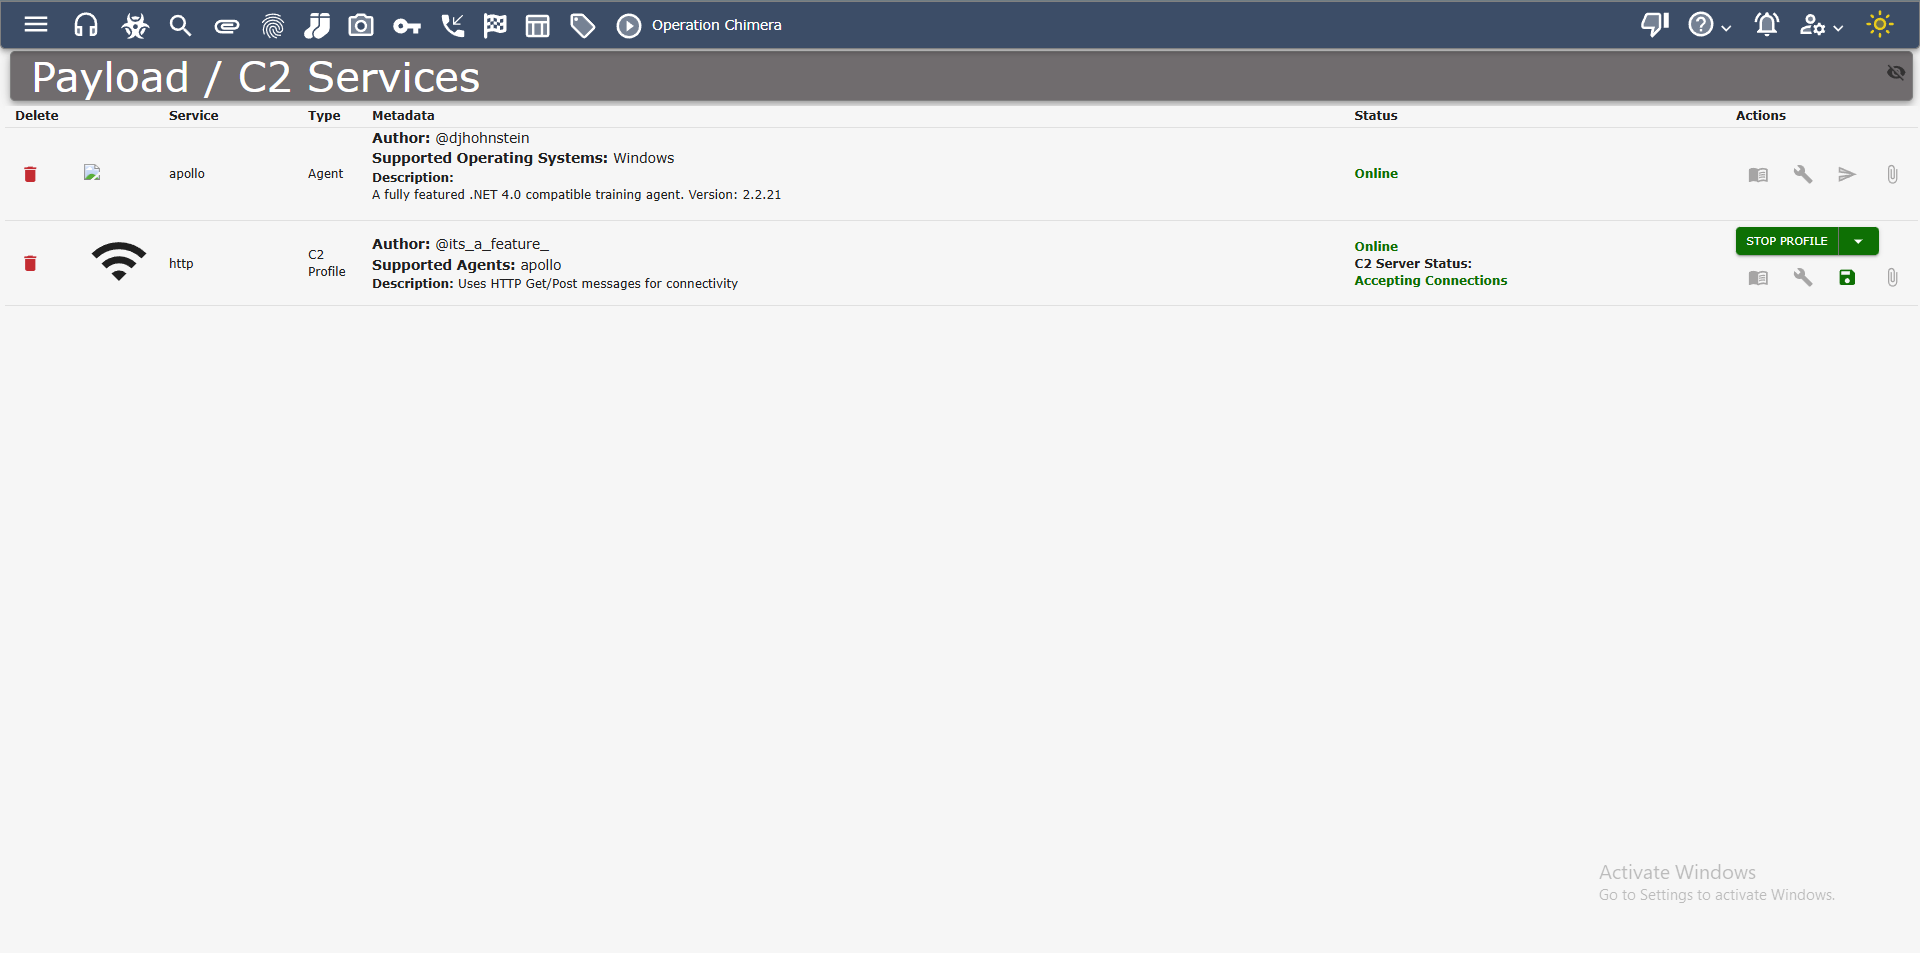 Operation Chimera
Payload / C2 Services
Delete Service Type Metadata Status Actions
Author: @djhohnstein
Supported Operating Systems: Windows
apollo Agent Description: Online
A fully featured .NET 4.0 compatible training agent. Version: 2.2.21
STOP PROFILE
Author: @its_a_feature_ Online
http C2 Profile Supported Agents: apollo C2 Server Status:
Description: Uses HTTP Get/Post messages for connectivity Accepting Connections
Activate Windows
Go to Settings to activate Windows.